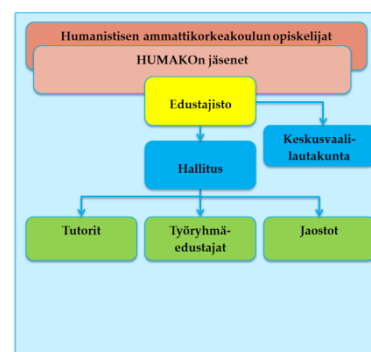 Humanistisen ammattikorkeakoulun opiskelijat
HUMAKOn jäsenet
Edustajisto
Keskusvaali-
lautakunta
Hallitus
Tutorit
Työryhmä-
edustajat
Jaostot